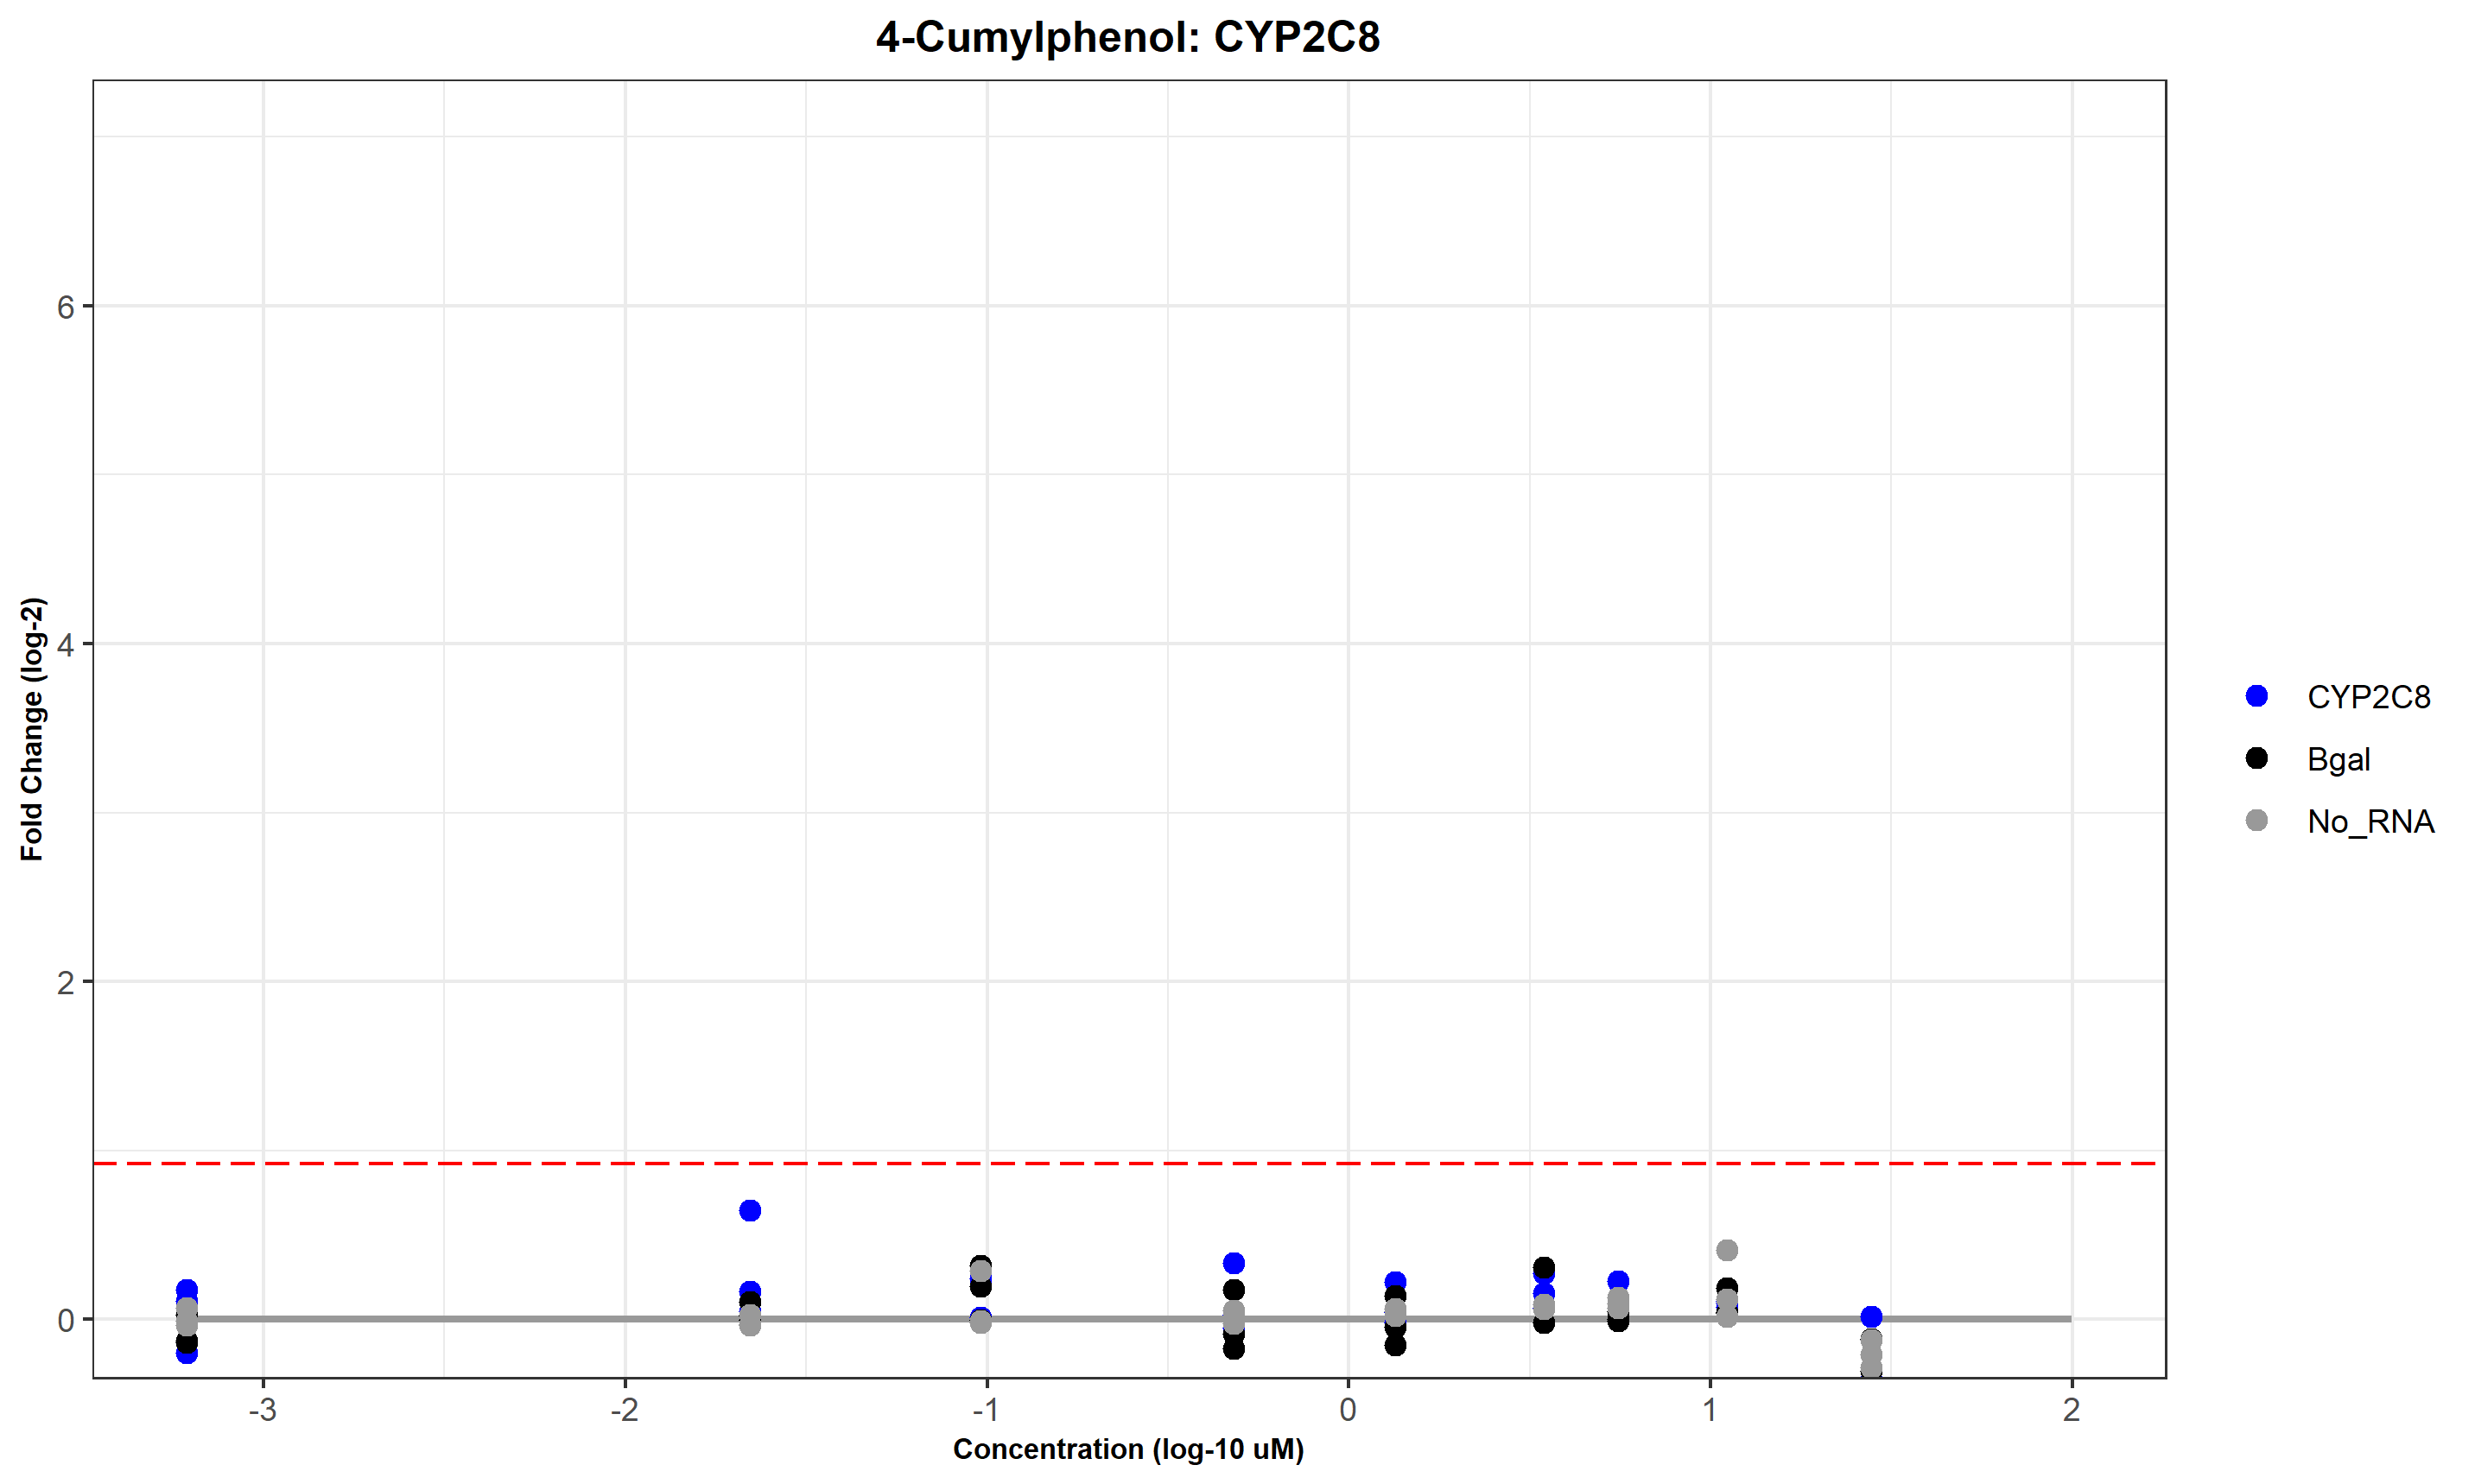 4-Cumylphenol: CYP2C8
Fold Change (log-2)
6
4
2
0
-3
-2
-1
0
1
2
Concentration (log-10 uM)
CYP2C8
Bgal
No_RNA